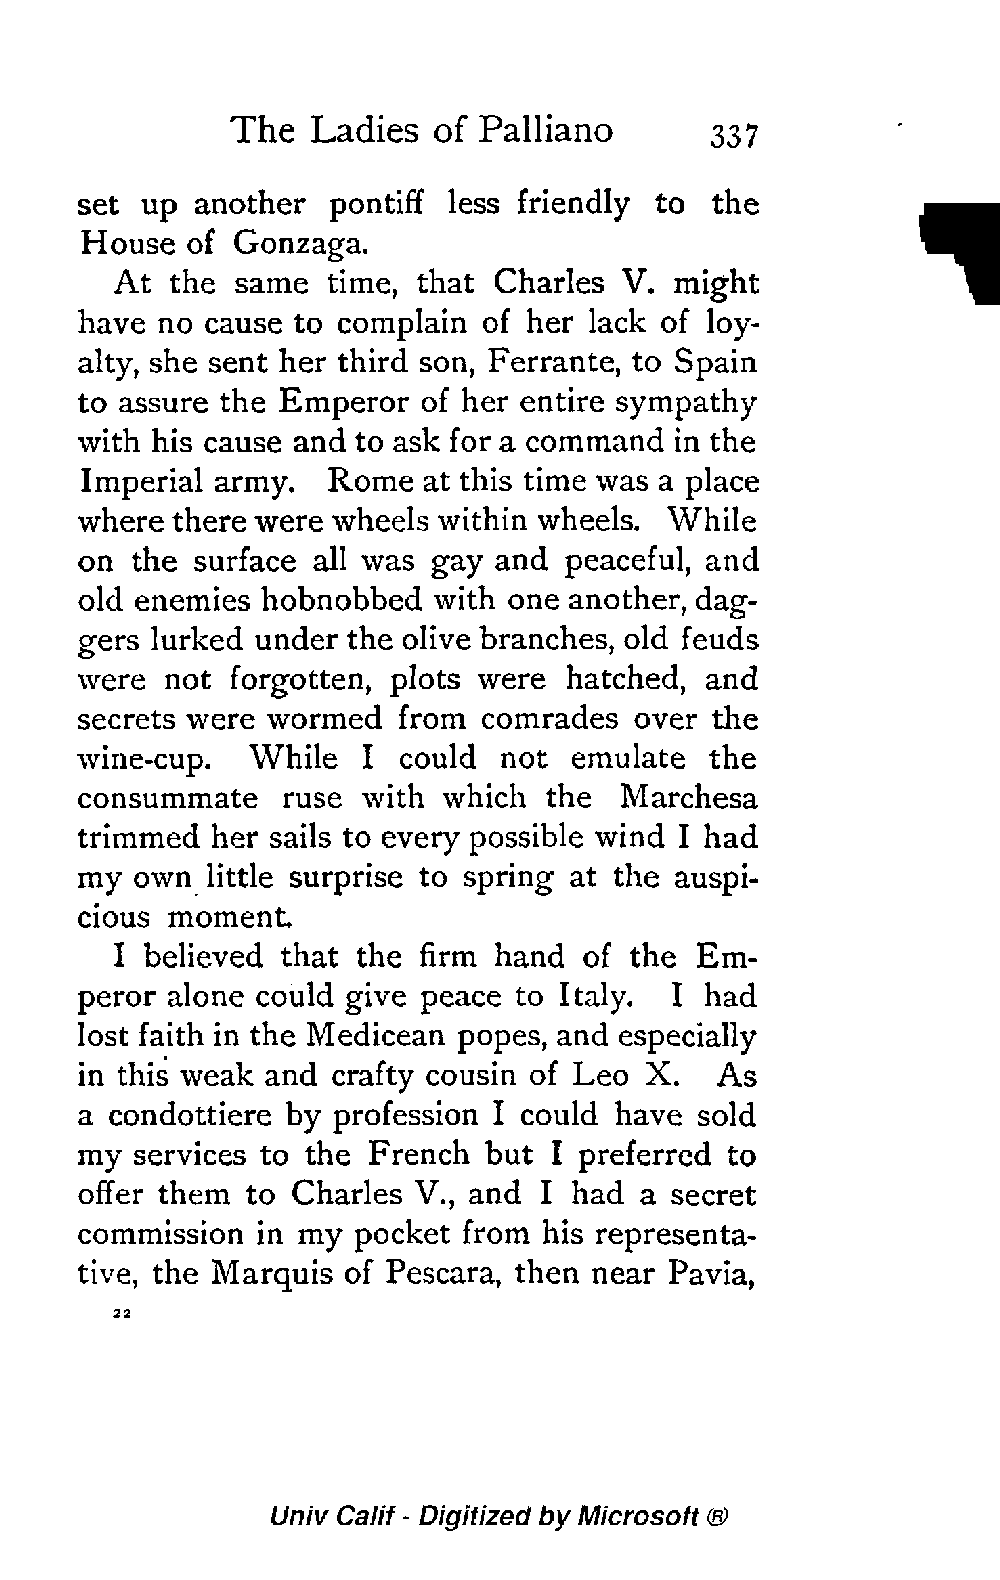 The Ladies of Palliano 337
set up another pontiff less friendly to the
House of Gonzaga.
At the same time, that Charles V. might
have no cause to complain of her lack of loy-
alty, she sent her third son, Ferrante, to Spain
to assure the Emperor of her entire sympathy
with his cause and to ask for a command in the
Imperial army. Rome at this time was a place
where there were wheels within wheels. While
on the surface all was gay and peaceful, and
old enemies hobnobbed with one another, dag-
gers lurked under the olive branches, old feuds
were not forgotten, plots were hatched, and
secrets were wormed from comrades over the
wine-cup. While I could not emulate the
consummate ruse with which the Marchesa
trimmed her sails to every possible wind I had
my own little surprise to spring at the auspi-
cious moment.
I believed that the firm hand of the Em-
peror alone could give peace to Italy. I had
lost faith in the Medicean popes, and especially
in this weak and crafty cousin of Leo X. As
a condottiere by profession I could have sold
my services to the French but I preferred to
offer them to Charles V., and I had a secret
commission in my pocket from his representa-
tive, the Marquis of Pescara, then near Pavia,
22
Univ Calif - Digitized by Microsoft ®